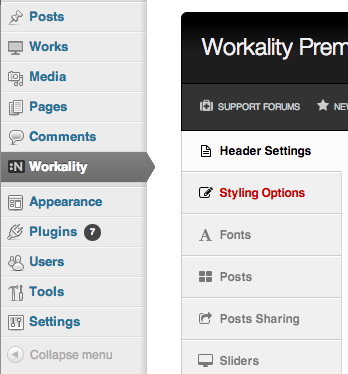 Posts
Works
Media
Pages
Comments
:N Workality
Appearance
Plugins 7
Users
Tools
Settings
Collapse menu
Workality Prem
SUPPORT FORUMS NEV
Header Settings
Styling Options
A Fonts
Posts
Posts Sharing
Sliders